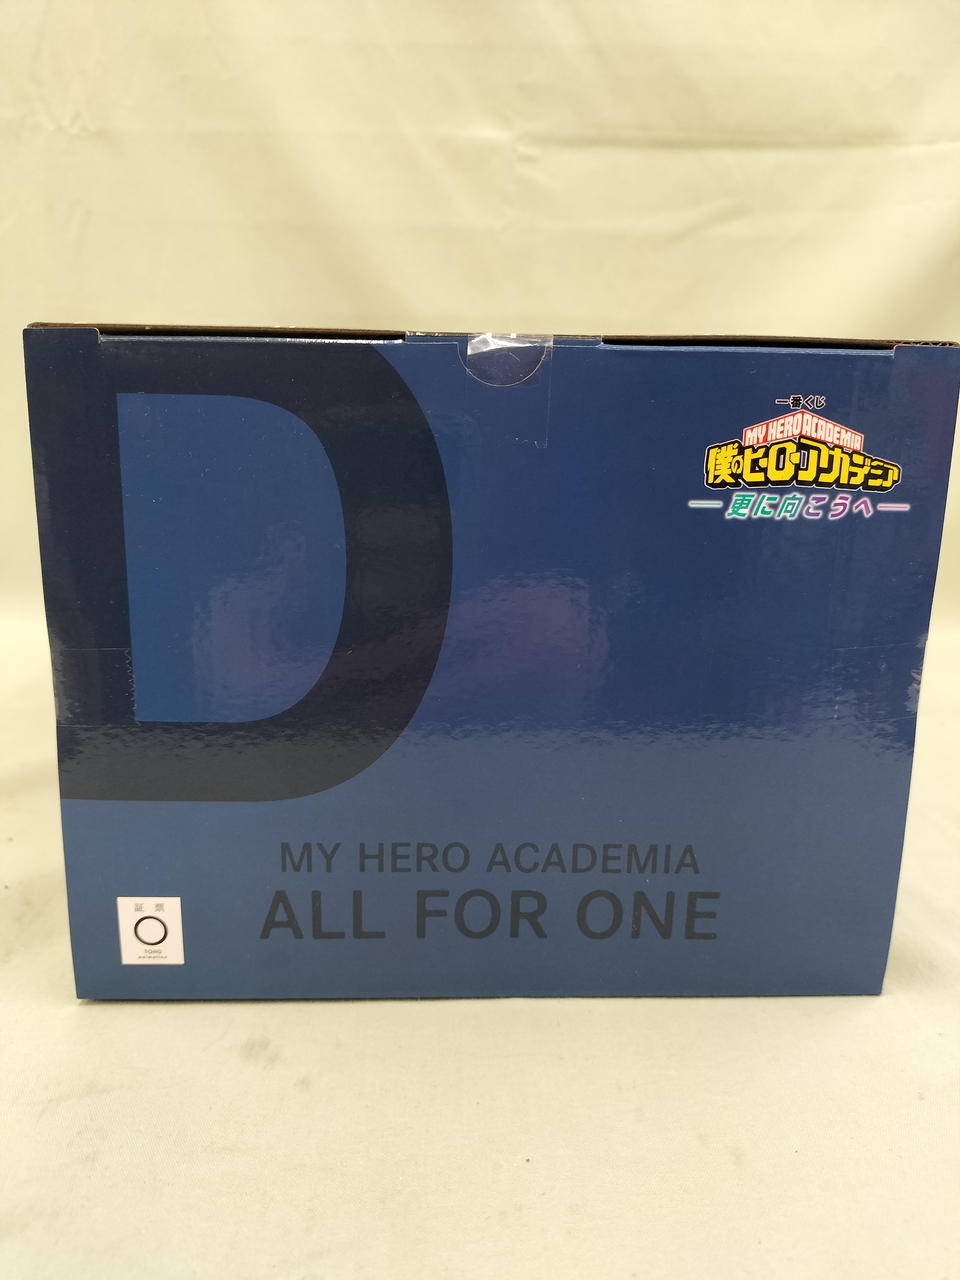 D
一番くじ
MY HERO ACADEMIA
僕のヒーローアカデミア
更に向こうへ
MY HERO ACADEMIA
ALL FOR ONE
証票
TOHO
animation